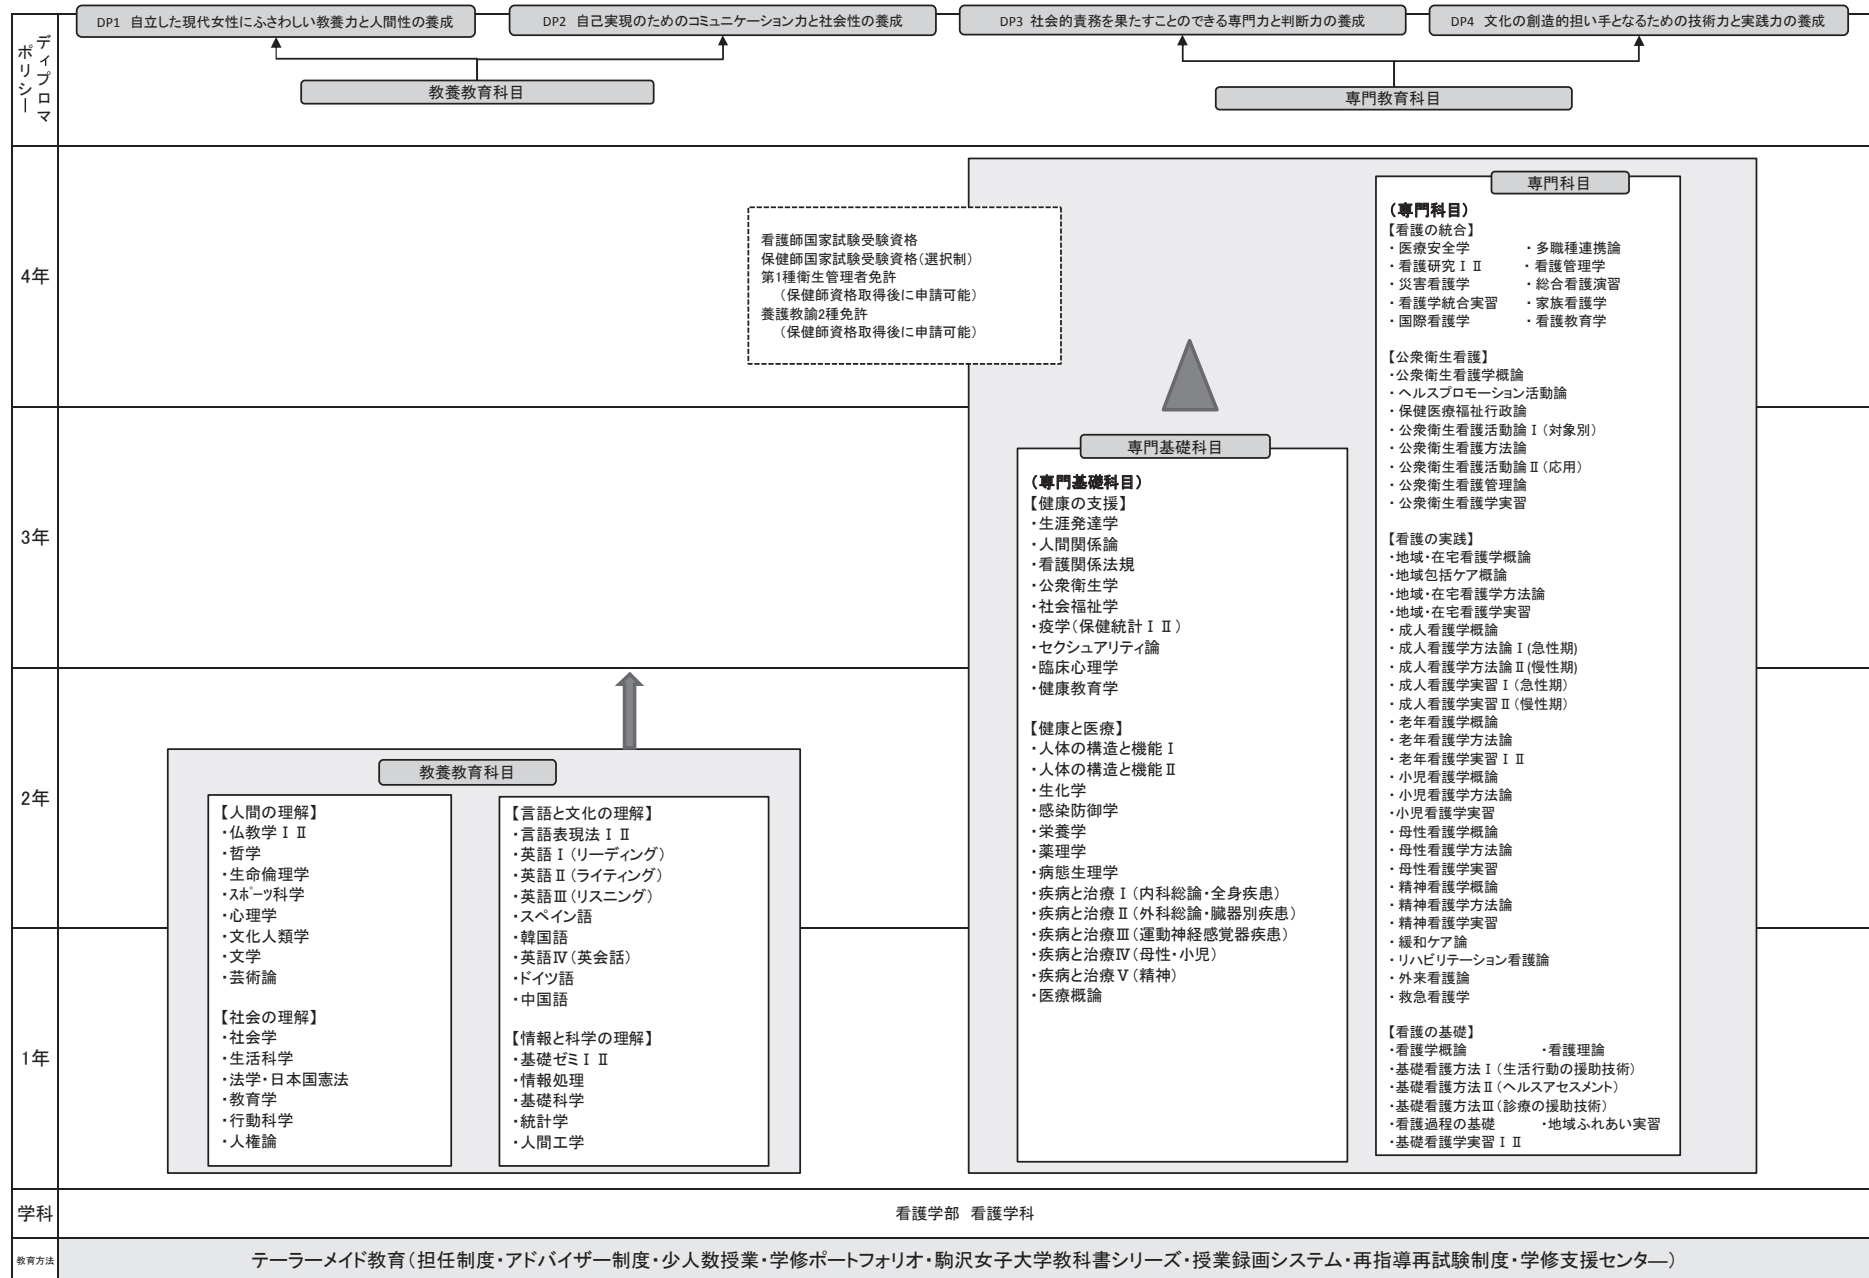 ディプロマ
ポリシー
DP1 自立した現代女性にふさわしい教養力と人間性の養成
DP2 自己実現のためのコミュニケーション力と社会性の養成
DP3 社会的責務を果たすことのできる専門力と判断力の養成
DP4 文化の創造的担い手となるための技術力と実践力の養成
教養教育科目
専門教育科目
4年
3年
2年
1年
看護師国家試験受験資格
保健師国家試験受験資格(選択制)
第1種衛生管理者免許
(保健師資格取得後に申請可能)
養護教諭2種免許
(保健師資格取得後に申請可能)
教養教育科目
【人間の理解】
・仏教学Ⅰ Ⅱ
・哲学
・生命倫理学
・スポーツ科学
・心理学
・文化人類学
・文学
・芸術論
【社会の理解】
・社会学
・生活科学
・法学・日本国憲法
・教育学
・行動科学
・人権論
【言語と文化の理解】
・言語表現法Ⅰ Ⅱ
・英語Ⅰ(リーディング)
・英語Ⅱ(ライティング)
・英語Ⅲ(リスニング)
・スペイン語
・韓国語
・英語Ⅳ(英会話)
・ドイツ語
・中国語
【情報と科学の理解】
・基礎ゼミⅠ Ⅱ
・情報処理
・基礎科学
・統計学
・人間工学
専門基礎科目
(専門基礎科目)
【健康の支援】
・生涯発達学
・人間関係論
・看護関係法規
・公衆衛生学
・社会福祉学
・疫学(保健統計Ⅰ Ⅱ)
・セクシュアリティ論
・臨床心理学
・健康教育学
【健康と医療】
・人体の構造と機能Ⅰ
・人体の構造と機能Ⅱ
・生化学
・感染防御学
・栄養学
・薬理学
・病態生理学
・疾病と治療Ⅰ(内科総論・全身疾患)
・疾病と治療Ⅱ(外科総論・臓器別疾患)
・疾病と治療Ⅲ(運動神経感覚器疾患)
・疾病と治療Ⅳ(母性・小児)
・疾病と治療Ⅴ(精神)
・医療概論
専門科目
(専門科目)
【看護の統合】
・医療安全学 ・多職種連携論
・看護研究Ⅰ Ⅱ ・看護管理学
・災害看護学 ・総合看護演習
・看護学統合実習 ・家族看護学
・国際看護学 ・看護教育学
【公衆衛生看護】
・公衆衛生看護学概論
・ヘルスプロモーション活動論
・保健医療福祉行政論
・公衆衛生看護活動論Ⅰ(対象別)
・公衆衛生看護方法論
・公衆衛生看護活動論Ⅱ(応用)
・公衆衛生看護管理論
・公衆衛生看護学実習
【看護の実践】
・地域・在宅看護学概論
・地域包括ケア概論
・地域・在宅看護学方法論
・地域・在宅看護学実習
・成人看護学概論
・成人看護学方法論Ⅰ(急性期)
・成人看護学方法論Ⅱ(慢性期)
・成人看護学実習Ⅰ(急性期)
・成人看護学実習Ⅱ(慢性期)
・老年看護学概論
・老年看護学方法論
・老年看護学実習Ⅰ Ⅱ
・小児看護学概論
・小児看護学方法論
・小児看護学実習
・母性看護学概論
・母性看護学方法論
・母性看護学実習
・精神看護学概論
・精神看護学方法論
・精神看護学実習
・緩和ケア論
・リハビリテーション看護論
・外来看護論
・救急看護学
【看護の基礎】
・看護学概論 ・看護理論
・基礎看護方法Ⅰ(生活行動の援助技術)
・基礎看護方法Ⅱ(ヘルスアセスメント)
・基礎看護方法Ⅲ(診療の援助技術)
・看護過程の基礎 ・地域ふれあい実習
・基礎看護学実習Ⅰ Ⅱ
学科
看護学部 看護学科
教育方法
テーラーメイド教育(担任制度・アドバイザー制度・少人数授業・学修ポートフォリオ・駒沢女子大学教科書シリーズ・授業録画システム・再指導再試験制度・学修支援センター)